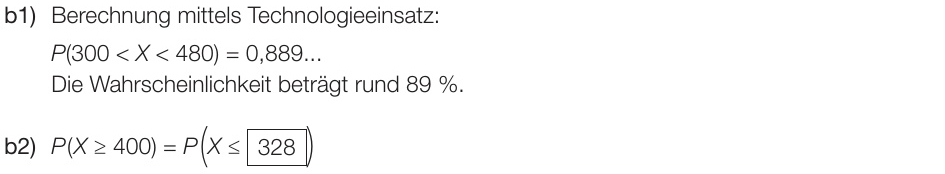 b1) Berechnung mittels Technologieeinsatz:
P(300 < X < 480) = 0,889...
Die Wahrscheinlichkeit beträgt rund 89 %.
b2) P(X ≥ 400) = P(X ≤ 328)